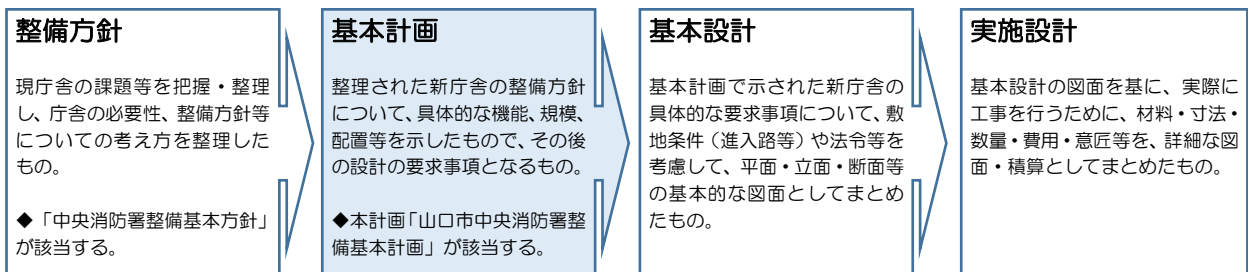 整備方針
現庁舎の課題等を把握・整理
し、庁舎の必要性、整備方針等
についての考え方を整理した
もの。
◆「中央消防署整備基本方針」
が該当する。
基本計画
整理された新庁舎の整備方針
について、具体的な機能、規模、
配置等を示したもので、その後
の設計の要求事項となるもの。
◆本計画「山口市中央消防署整
備基本計画」が該当する。
基本設計
基本計画で示された新庁舎の
具体的な要求事項について、敷
地条件（進入路等）や法令等を
考慮して、平面・立面・断面等
の基本的な図面としてまとめ
たもの。
実施設計
基本設計の図面を基に、実際に
工事を行うために、材料・寸法・
数量・費用・意匠等を、詳細な図
面・積算としてまとめたもの。